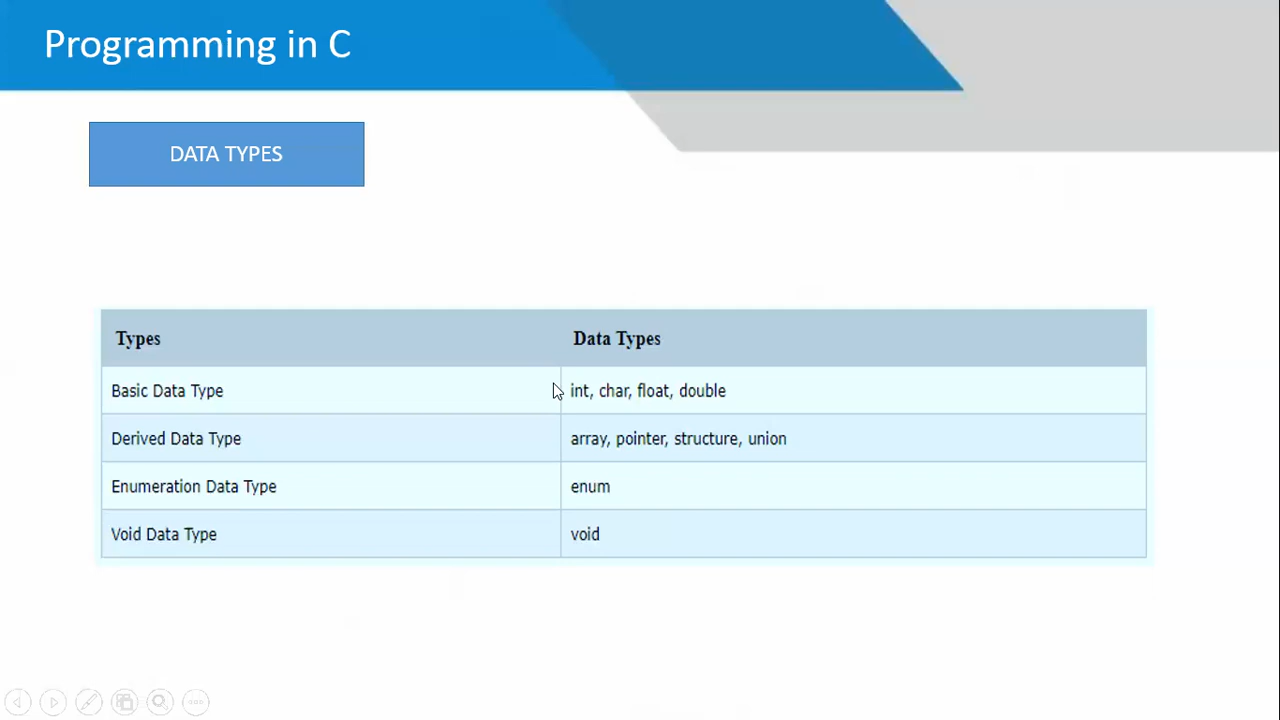 Programming in C
DATA TYPES
Types Data Types
Basic Data Type int, char, float, double
Derived Data Type array, pointer, structure, union
Enumeration Data Type enum
Void Data Type void